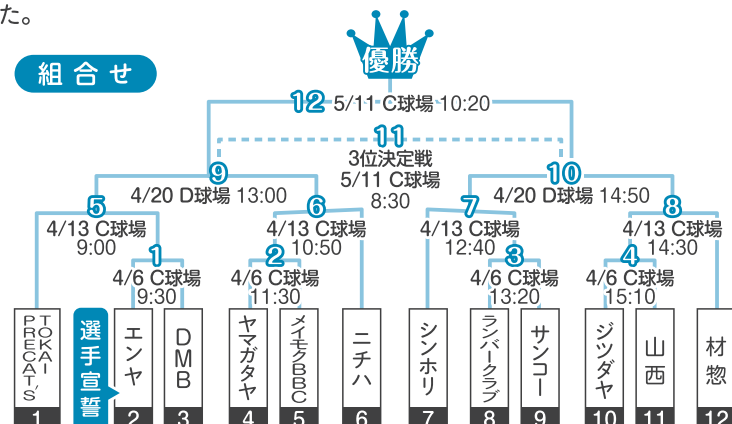 た。
優勝
組合せ
12 5/11 C球場 10:20
11
3位決定戦
5/11 C球場
8:30
9
4/20 D球場 13:00
10
4/20 D球場 14:50
5
4/13 C球場
9:00
6
4/13 C球場
10:50
7
4/13 C球場
12:40
8
4/13 C球場
14:30
1
4/6 C球場
9:30
2
4/6 C球場
11:30
3
4/6 C球場
13:20
4
4/6 C球場
15:10
TOKAI
PRECAT'S
1
選手宣誓
エンヤ
2
DMB
3
ヤマガタヤ
4
メイモクBBC
5
ニチハ
6
シンホリ
7
ランバークラブ
8
サンコー
9
ジツダヤ
10
山西
11
材惣
12